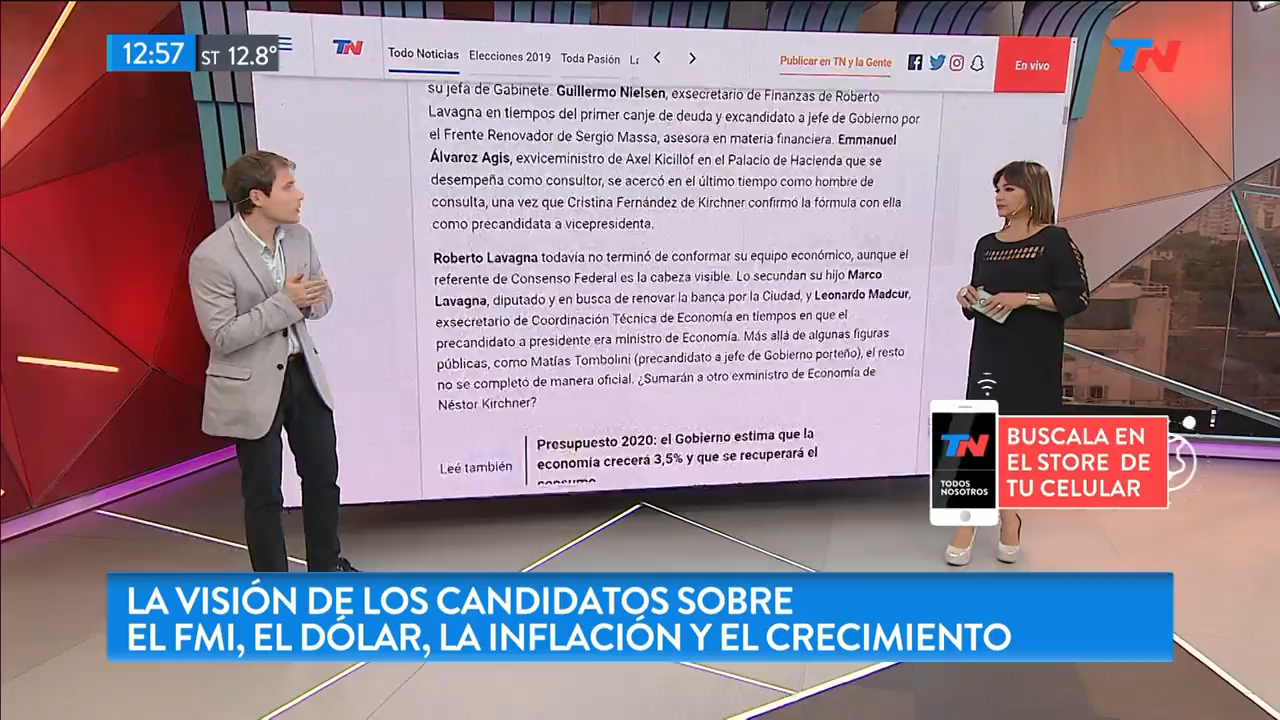 12:57 ST 12.8°
TN
Todo Noticias Elecciones 2019 Toda Pasión
Publicar en TN y la Gente
En vivo
TN
su jefa de Gabinete. Guillermo Nielsen, exsecretario de Finanzas de Roberto
Lavagna en tiempos del primer canje de deuda y excandidato a jefe de Gobierno por
el Frente Renovador de Sergio Massa, asesora en materia financiera. Emmanuel
Álvarez Agis, exviceministro de Axel Kicillof en el Palacio de Hacienda que se
desempeña como consultor, se acercó en el último tiempo como hombre de
consulta, una vez que Cristina Fernández de Kirchner confirmó la fórmula con ella
como precandidata a vicepresidenta.
Roberto Lavagna todavía no terminó de conformar su equipo económico, aunque el
referente de Consenso Federal es la cabeza visible. Lo secundan su hijo Marco
Lavagna, diputado y en busca de renovar la banca por la Ciudad, y Leonardo Madcur,
exsecretario de Coordinación Técnica de Economía en tiempos en que el
precandidato a presidente era ministro de Economía. Más allá de algunas figuras
públicas, como Matías Tombolini (precandidato a jefe de Gobierno porteño), el resto
no se completó de manera oficial. ¿Sumarán a otro exministro de Economía de
Néstor Kirchner?
Leé también
Presupuesto 2020: el Gobierno estima que la
economía crecerá 3,5% y que se recuperará el
TN
TODOS
NOSOTROS
BUSCALA EN
EL STORE DE
TU CELULAR
LA VISIÓN DE LOS CANDIDATOS SOBRE
EL FMI, EL DÓLAR, LA INFLACIÓN Y EL CRECIMIENTO